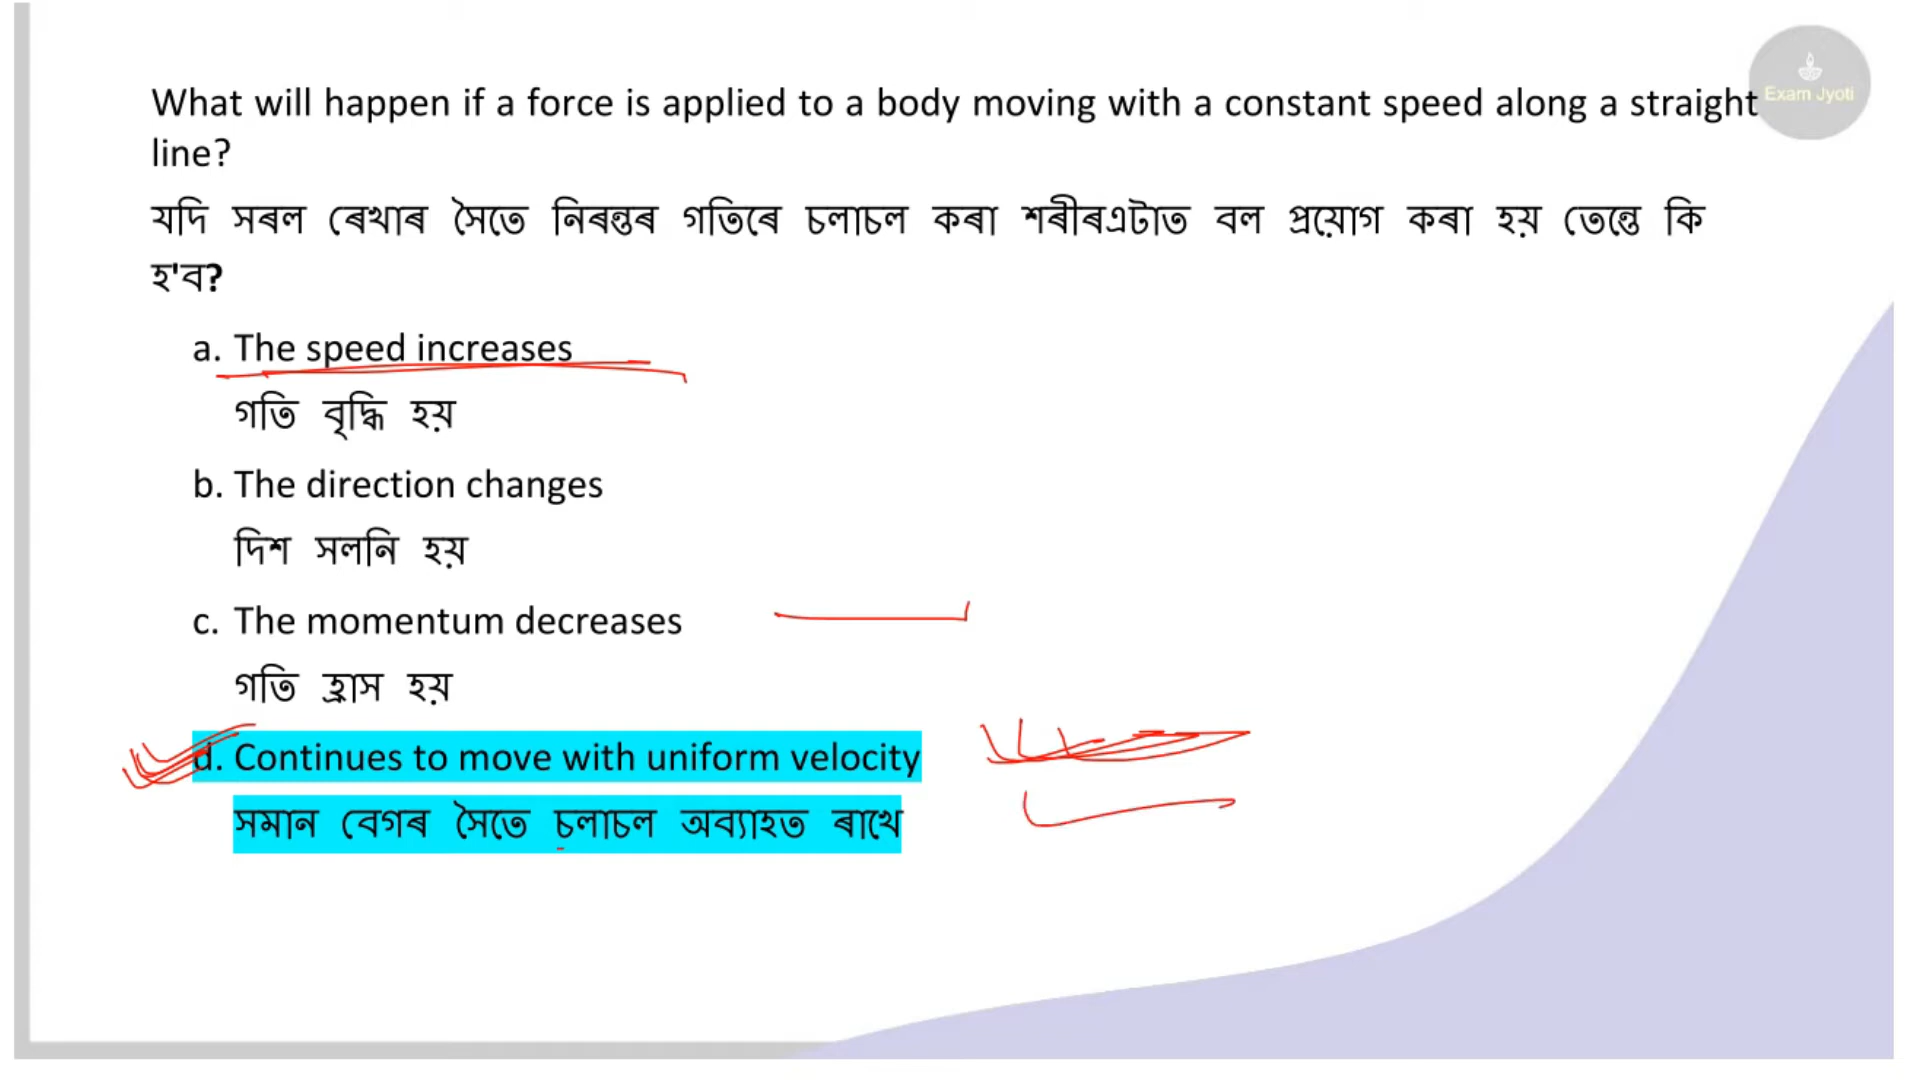 Exam Jyoti
What will happen if a force is applied to a body moving with a constant speed along a straight
line?
যদি সৰল ৰেখাৰ সৈতে নিৰন্তৰ গতিৰে চলাচল কৰা শৰীৰএটাত বল প্ৰয়োগ কৰা হয় তেন্তে কি
হ'ব?
a. The speed increases
গতি বৃদ্ধি হয়
b. The direction changes
দিশ সলনি হয়
c. The momentum decreases
গতি হ্ৰাস হয়
d. Continues to move with uniform velocity
সমান বেগৰ সৈতে চলাচল অব্যাহত ৰাখে